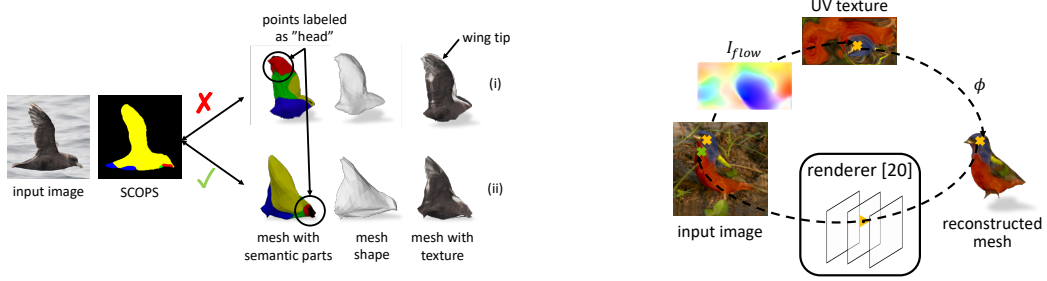 points labeled
as "head"
wing tip
(i)
✗
input image
SCOPS
✓
(ii)
mesh with
semantic parts
mesh
shape
mesh with
texture
UV texture
I_flow
ϕ
renderer [20]
input image
reconstructed
mesh